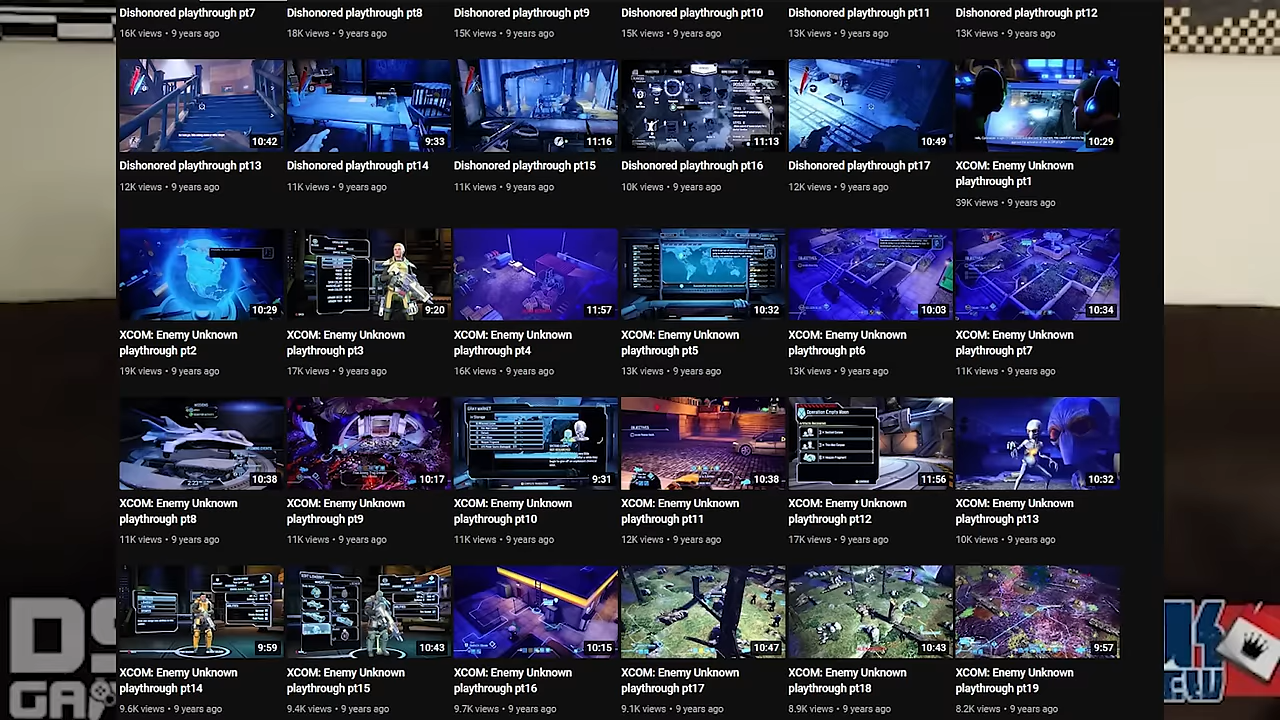 Dishonored playthrough pt7
16K views • 9 years ago
Dishonored playthrough pt8
18K views • 9 years ago
Dishonored playthrough pt9
15K views • 9 years ago
Dishonored playthrough pt10
15K views • 9 years ago
Dishonored playthrough pt11
13K views • 9 years ago
Dishonored playthrough pt12
13K views • 9 years ago
10:42
Dishonored playthrough pt13
12K views • 9 years ago
9:33
Dishonored playthrough pt14
11K views • 9 years ago
11:16
Dishonored playthrough pt15
11K views • 9 years ago
11:13
Dishonored playthrough pt16
10K views • 9 years ago
10:49
Dishonored playthrough pt17
12K views • 9 years ago
10:29
XCOM: Enemy Unknown
playthrough pt1
39K views • 9 years ago
10:29
XCOM: Enemy Unknown
playthrough pt2
19K views • 9 years ago
9:20
XCOM: Enemy Unknown
playthrough pt3
17K views • 9 years ago
11:57
XCOM: Enemy Unknown
playthrough pt4
16K views • 9 years ago
10:32
XCOM: Enemy Unknown
playthrough pt5
13K views • 9 years ago
10:03
XCOM: Enemy Unknown
playthrough pt6
13K views • 9 years ago
10:34
XCOM: Enemy Unknown
playthrough pt7
11K views • 9 years ago
10:38
XCOM: Enemy Unknown
playthrough pt8
11K views • 9 years ago
10:17
XCOM: Enemy Unknown
playthrough pt9
11K views • 9 years ago
9:31
XCOM: Enemy Unknown
playthrough pt10
11K views • 9 years ago
10:38
XCOM: Enemy Unknown
playthrough pt11
12K views • 9 years ago
11:56
XCOM: Enemy Unknown
playthrough pt12
17K views • 9 years ago
10:32
XCOM: Enemy Unknown
playthrough pt13
10K views • 9 years ago
9:59
XCOM: Enemy Unknown
playthrough pt14
9.6K views • 9 years ago
10:43
XCOM: Enemy Unknown
playthrough pt15
9.4K views • 9 years ago
10:15
XCOM: Enemy Unknown
playthrough pt16
9.7K views • 9 years ago
10:47
XCOM: Enemy Unknown
playthrough pt17
9.1K views • 9 years ago
10:43
XCOM: Enemy Unknown
playthrough pt18
8.9K views • 9 years ago
9:57
XCOM: Enemy Unknown
playthrough pt19
8.2K views • 9 years ago